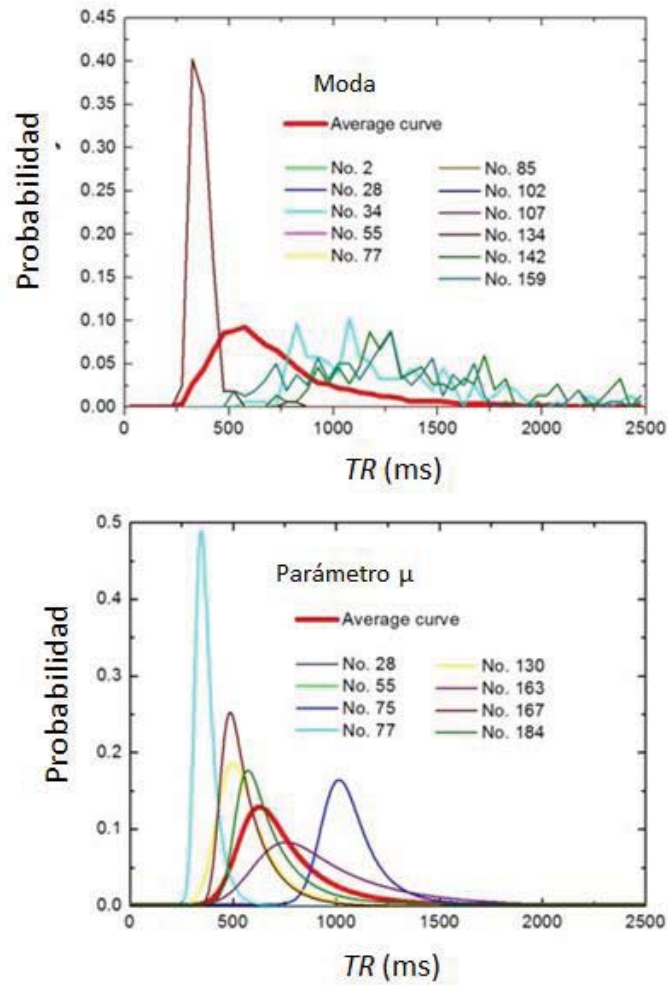 Moda
Average curve
No. 2
No. 28
No. 34
No. 55
No. 77
No. 85
No. 102
No. 107
No. 134
No. 142
No. 159
Probabilidad
0.45
0.40
0.35
0.30
0.25
0.20
0.15
0.10
0.05
0.00
0 500 1000 1500 2000 2500
TR (ms)
Parámetro μ
Average curve
No. 28
No. 55
No. 75
No. 77
No. 130
No. 163
No. 167
No. 184
Probabilidad
0.5
0.4
0.3
0.2
0.1
0.0
0 500 1000 1500 2000 2500
TR (ms)